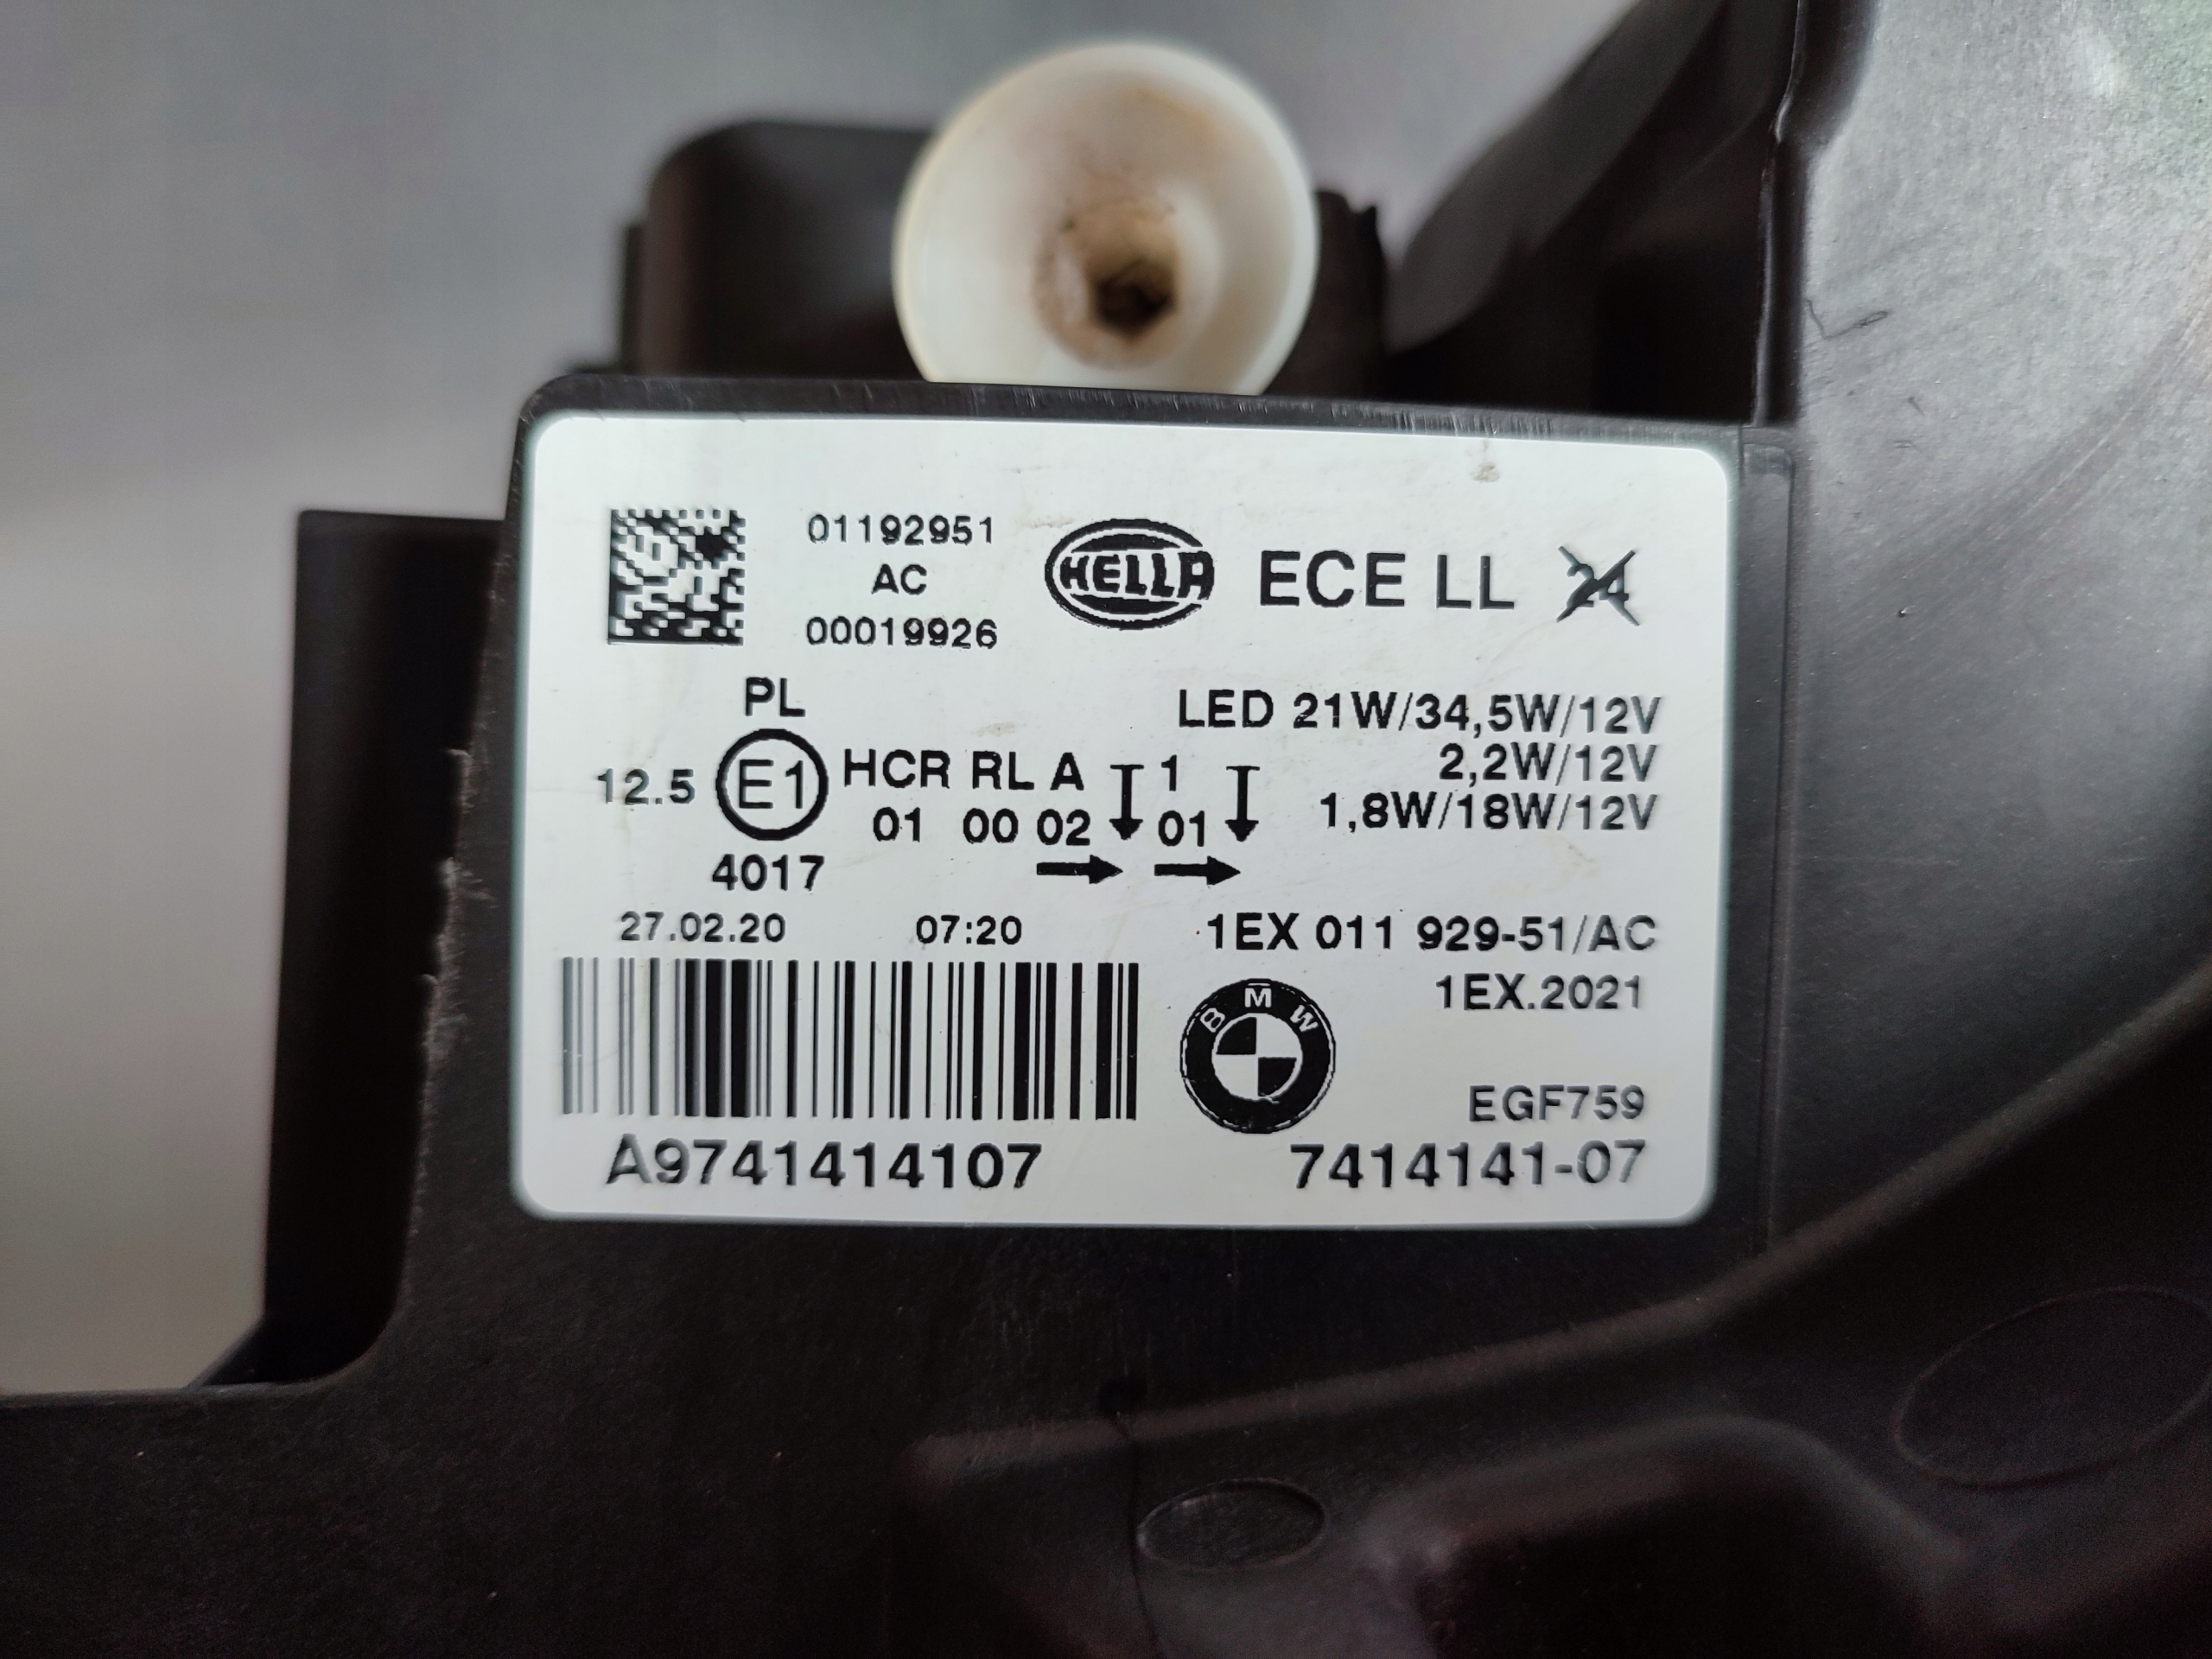 01192951
AC
00019926
HELLA
ECE LL 24
PL
12.5 E1 HCR RL A 1
01 00 02 01
4017
LED 21W/34,5W/12V
2,2W/12V
1,8W/18W/12V
27.02.20 07:20
1EX 011 929-51/AC
1EX.2021
BMW
EGF759
A9741414107
7414141-07